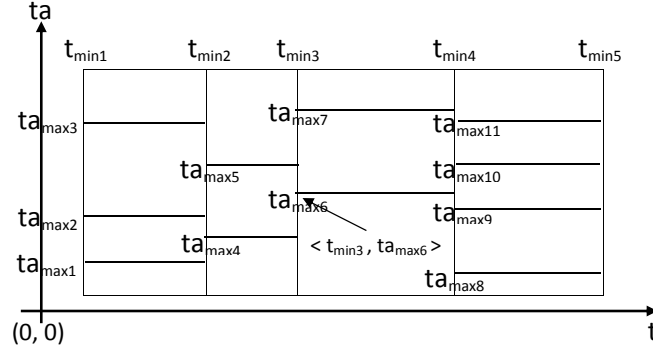 ta
t_min1 t_min2 t_min3 t_min4 t_min5
ta_max7
ta_max3 ta_max11
ta_max5 ta_max10
ta_max6
ta_max2 ta_max9
ta_max4 < t_min3 , ta_max6 >
ta_max1
ta_max8
(0, 0) t